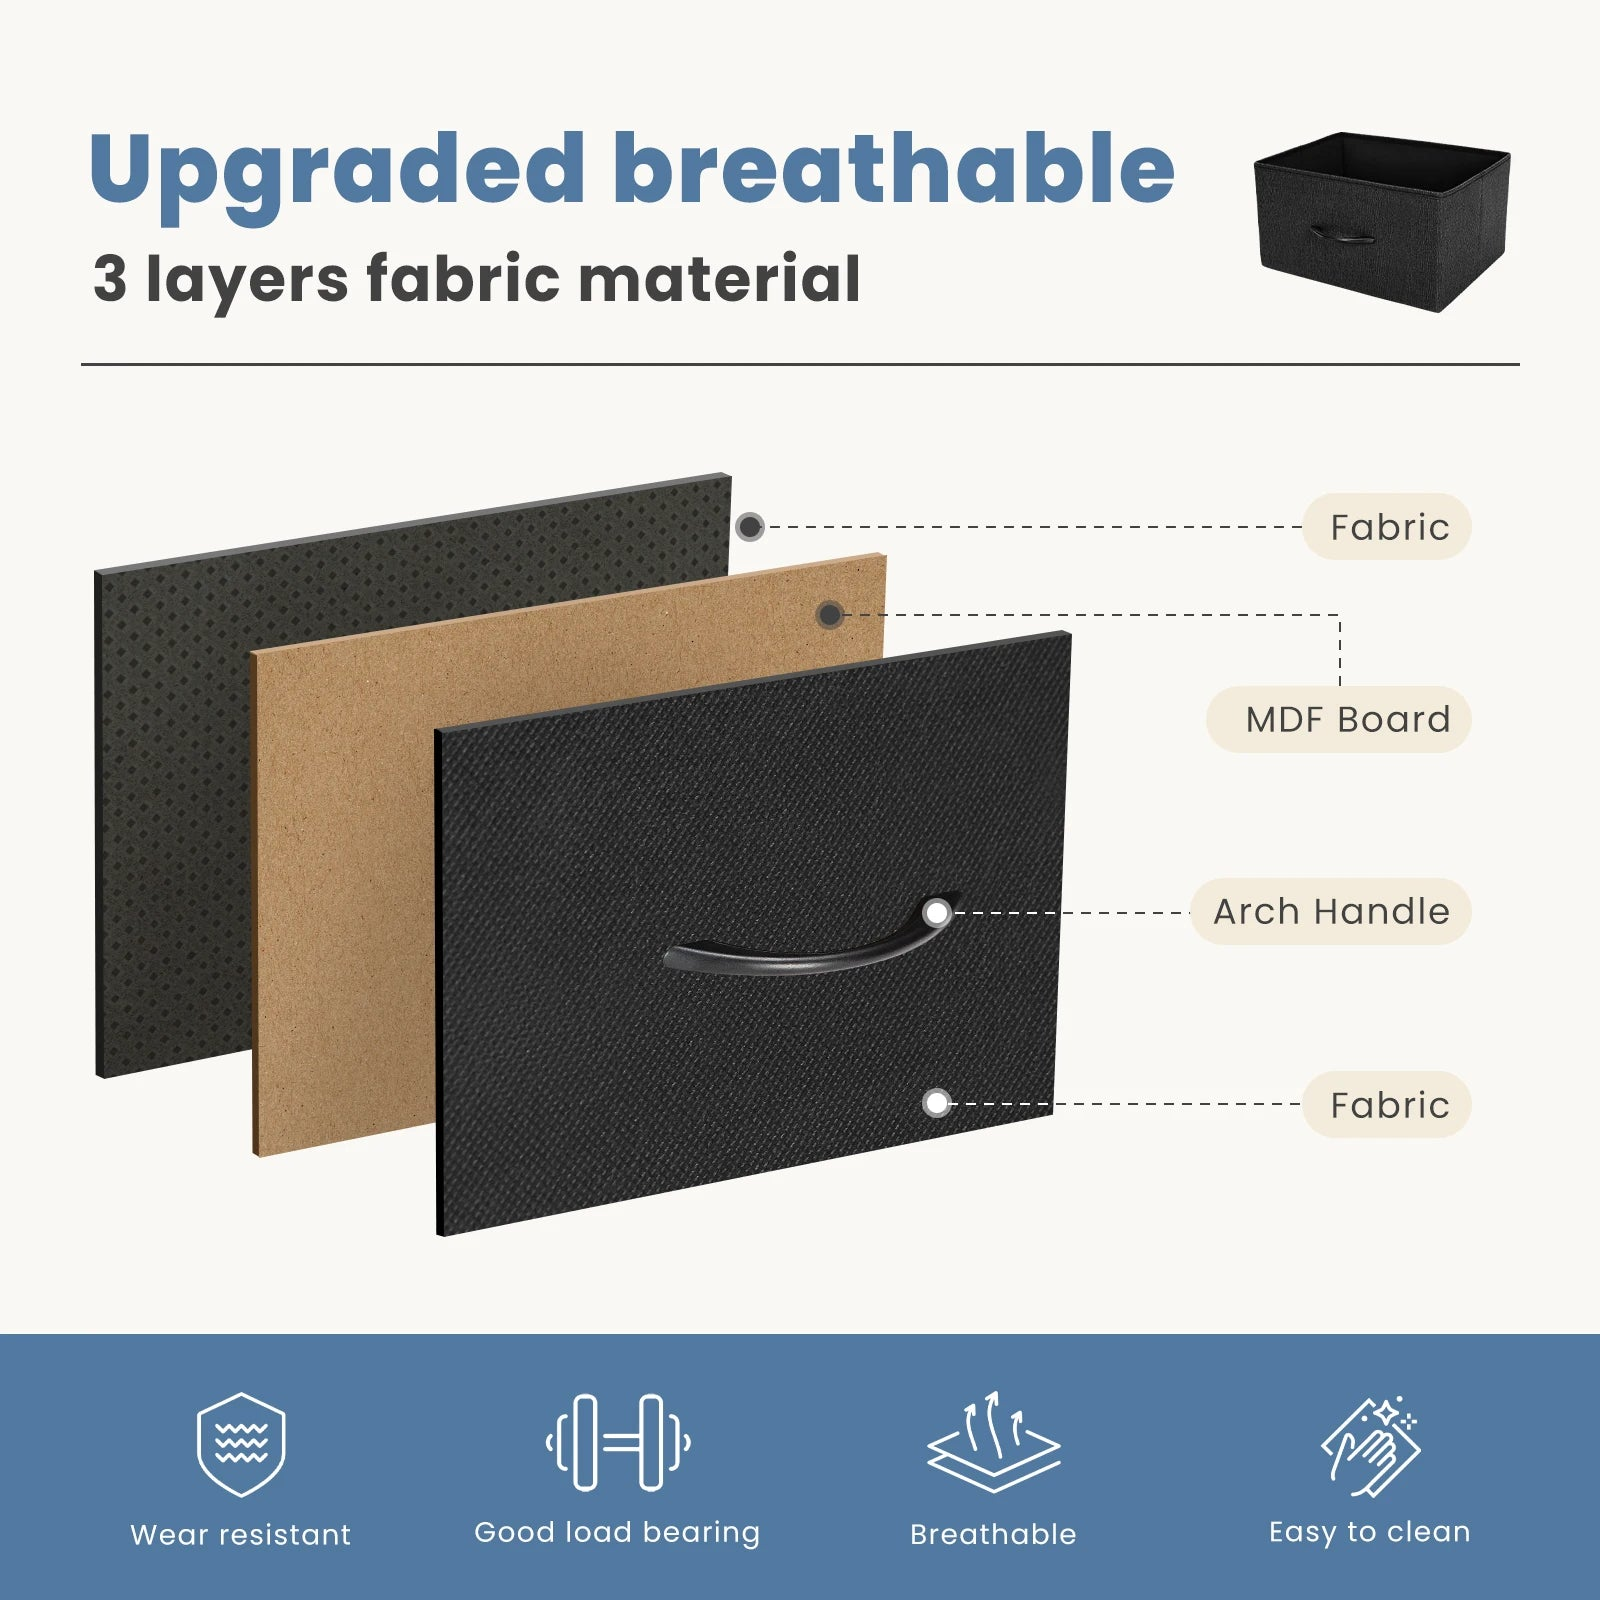 Upgraded breathable
3 layers fabric material
Fabric
MDF Board
Arch Handle
Fabric
Wear resistant
Good load bearing
Breathable
Easy to clean